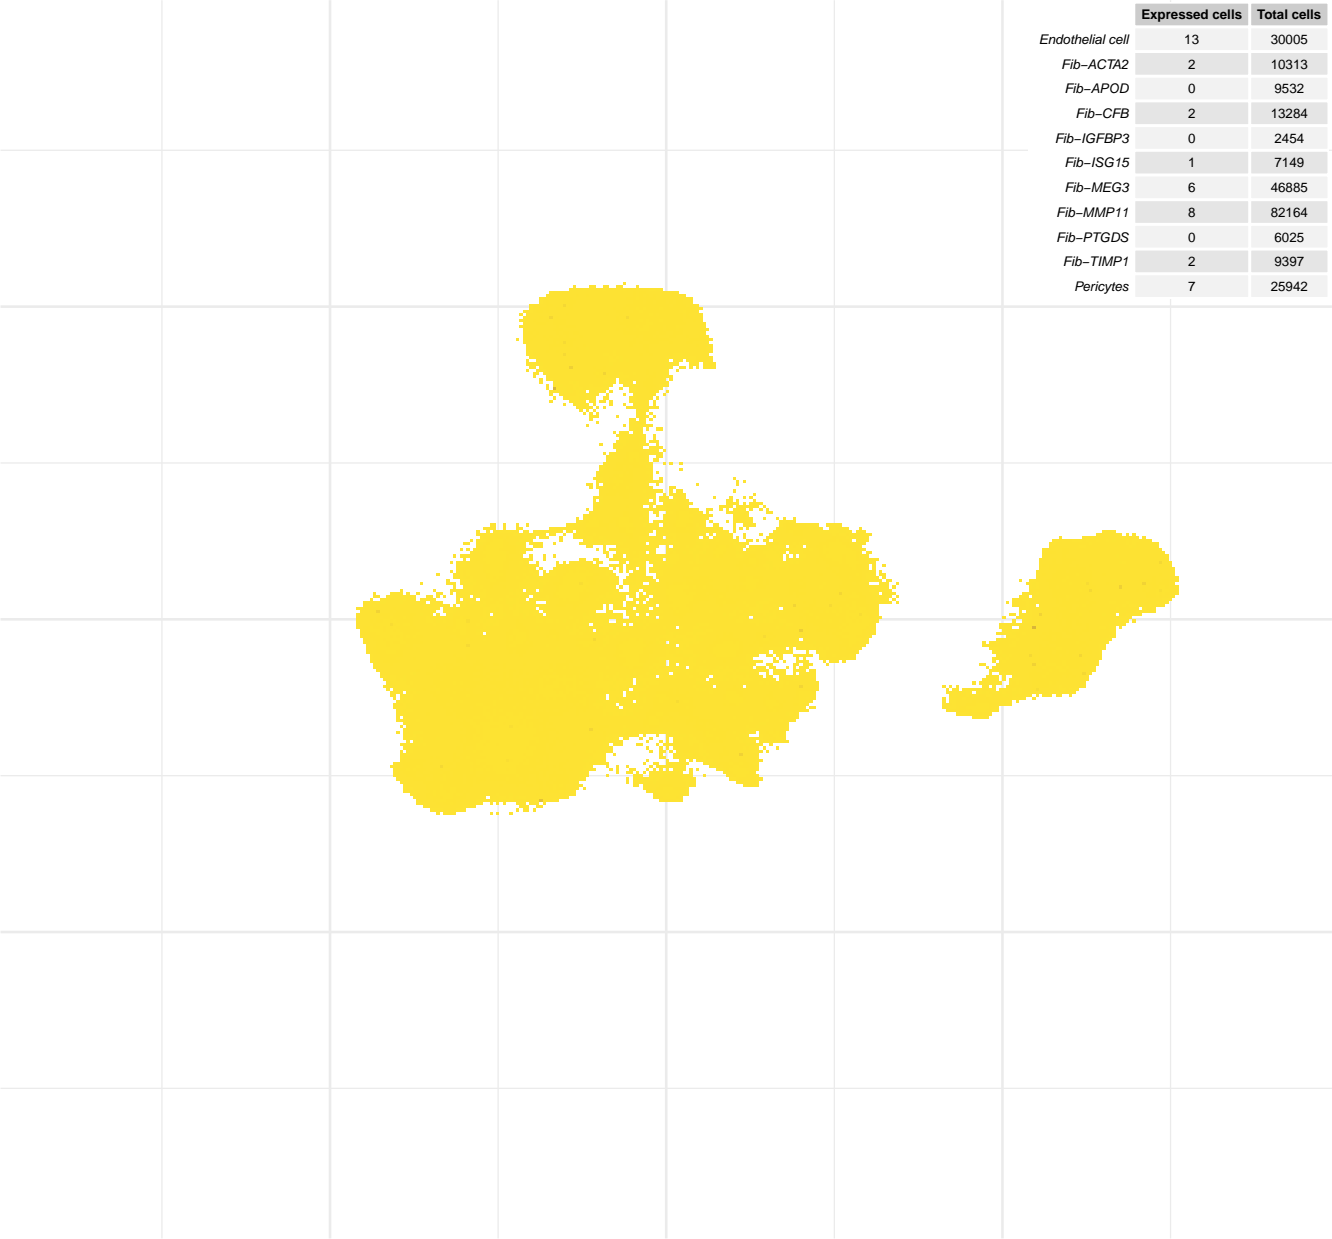 Expressed cells Total cells
Endothelial cell 13 30005
Fib−ACTA2 2 10313
Fib−APOD 0 9532
Fib−CFB 2 13284
Fib−IGFBP3 0 2454
Fib−ISG15 1 7149
Fib−MEG3 6 46885
Fib−MMP11 8 82164
Fib−PTGDS 0 6025
Fib−TIMP1 2 9397
Pericytes 7 25942